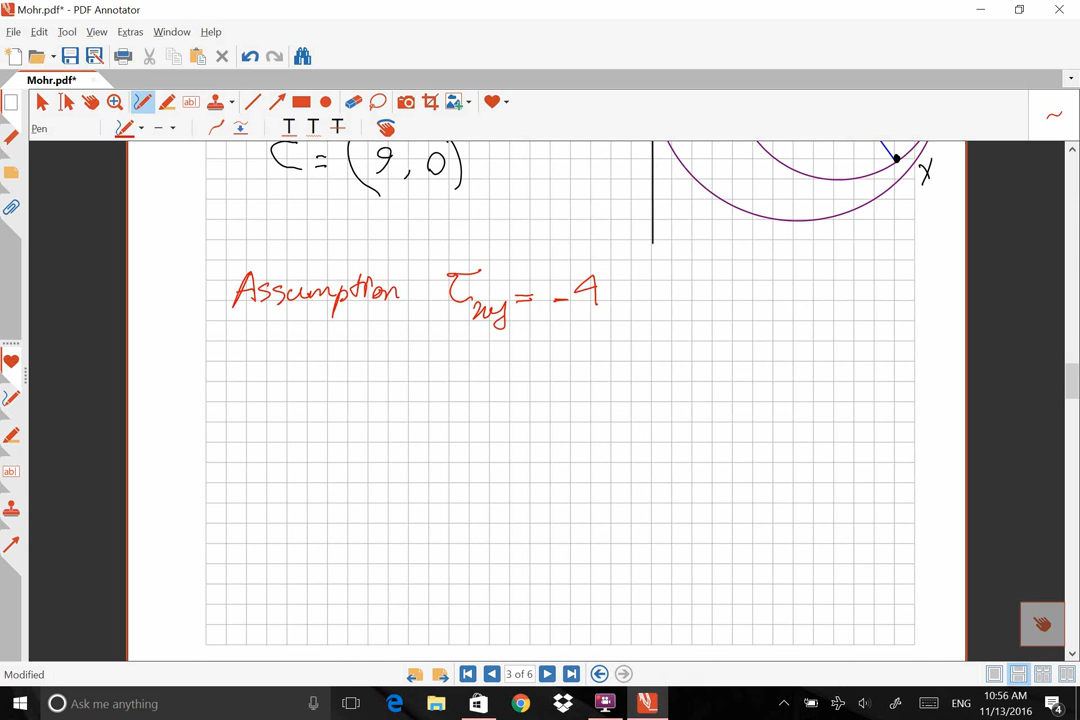 Mohr.pdf* - PDF Annotator
File Edit Tool View Extras Window Help
Mohr.pdf*
Pen
T T T
C = (9, 0)
X
Assumption τxy = -4
Modified
3 of 6
Ask me anything
ENG
10:56 AM
11/13/2016
4